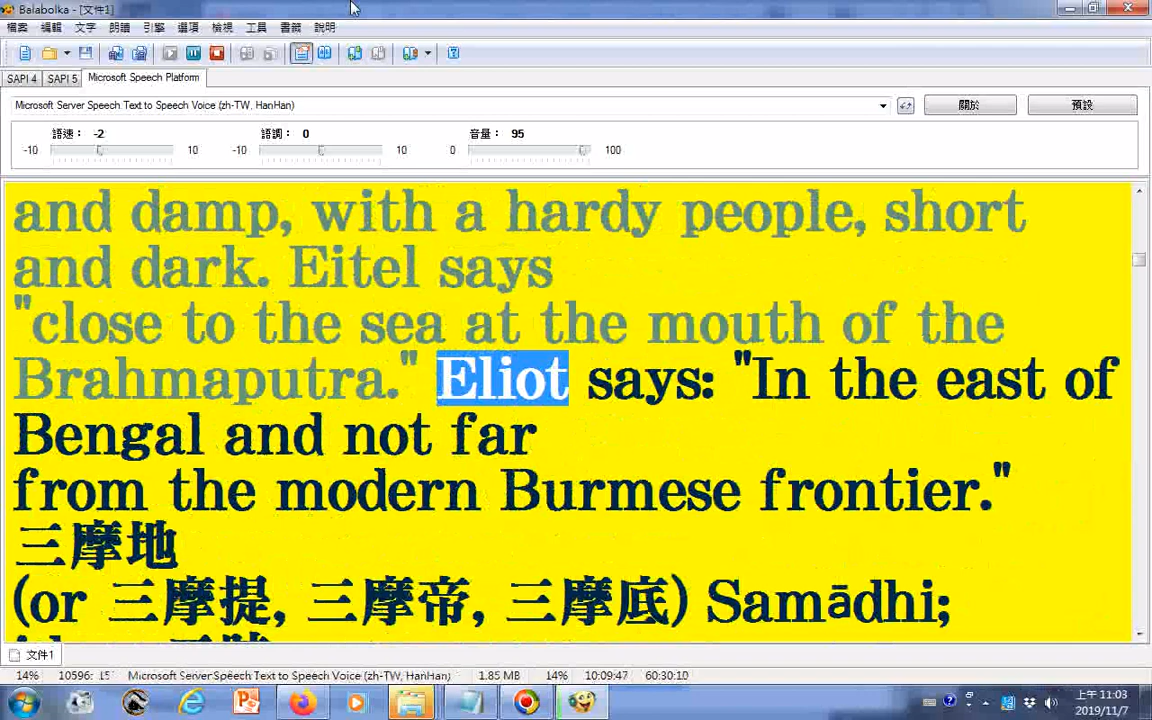 Balabolka - [文件1]
檔案 編輯 文字 朗讀 引擎 選項 檢視 工具 書籤 說明
SAPI 4 SAPI 5 Microsoft Speech Platform
Microsoft Server Speech Text to Speech Voice (zh-TW, HanHan) 關於 預設
語速： -2 語調： 0 音量： 95
-10 10 -10 10 0 100
and damp, with a hardy people, short
and dark. Eitel says
"close to the sea at the mouth of the
Brahmaputra." Eliot says: "In the east of
Bengal and not far
from the modern Burmese frontier."
三摩地
(or 三摩提, 三摩帝, 三摩底) Samādhi;
文件1
14% 10596: 15 Microsoft Server Speech Text to Speech Voice (zh-TW, HanHan) 1.85 MB 14% 10:09:47 60:30:10
上午 11:03
2019/11/7